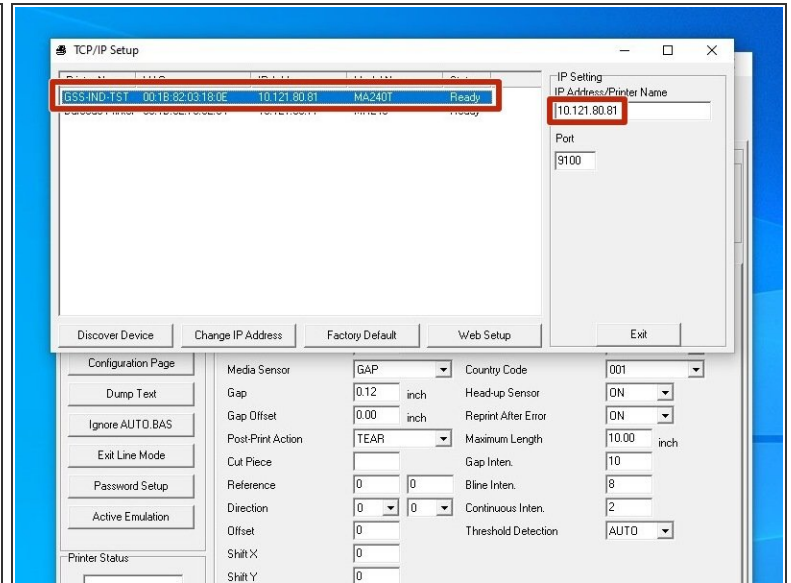 TCP/IP Setup
GSS-IND-TST 00:1B:82:03:18:0E 10.121.80.81 MA240T Ready
IP Setting
IP Address/Printer Name
10.121.80.81
Port
9100
Discover Device Change IP Address Factory Default Web Setup Exit
Configuration Page
Dump Text
Ignore AUTO.BAS
Exit Line Mode
Password Setup
Active Emulation
Printer Status
Media Sensor GAP
Gap 0.12 inch
Gap Offset 0.00 inch
Post-Print Action TEAR
Cut Piece
Reference 0 0
Direction 0 0
Offset 0
Shift X 0
Shift Y 0
Country Code 001
Head-up Sensor ON
Reprint After Error ON
Maximum Length 10.00 inch
Gap Inten. 10
Bline Inten. 8
Continuous Inten. 2
Threshold Detection AUTO